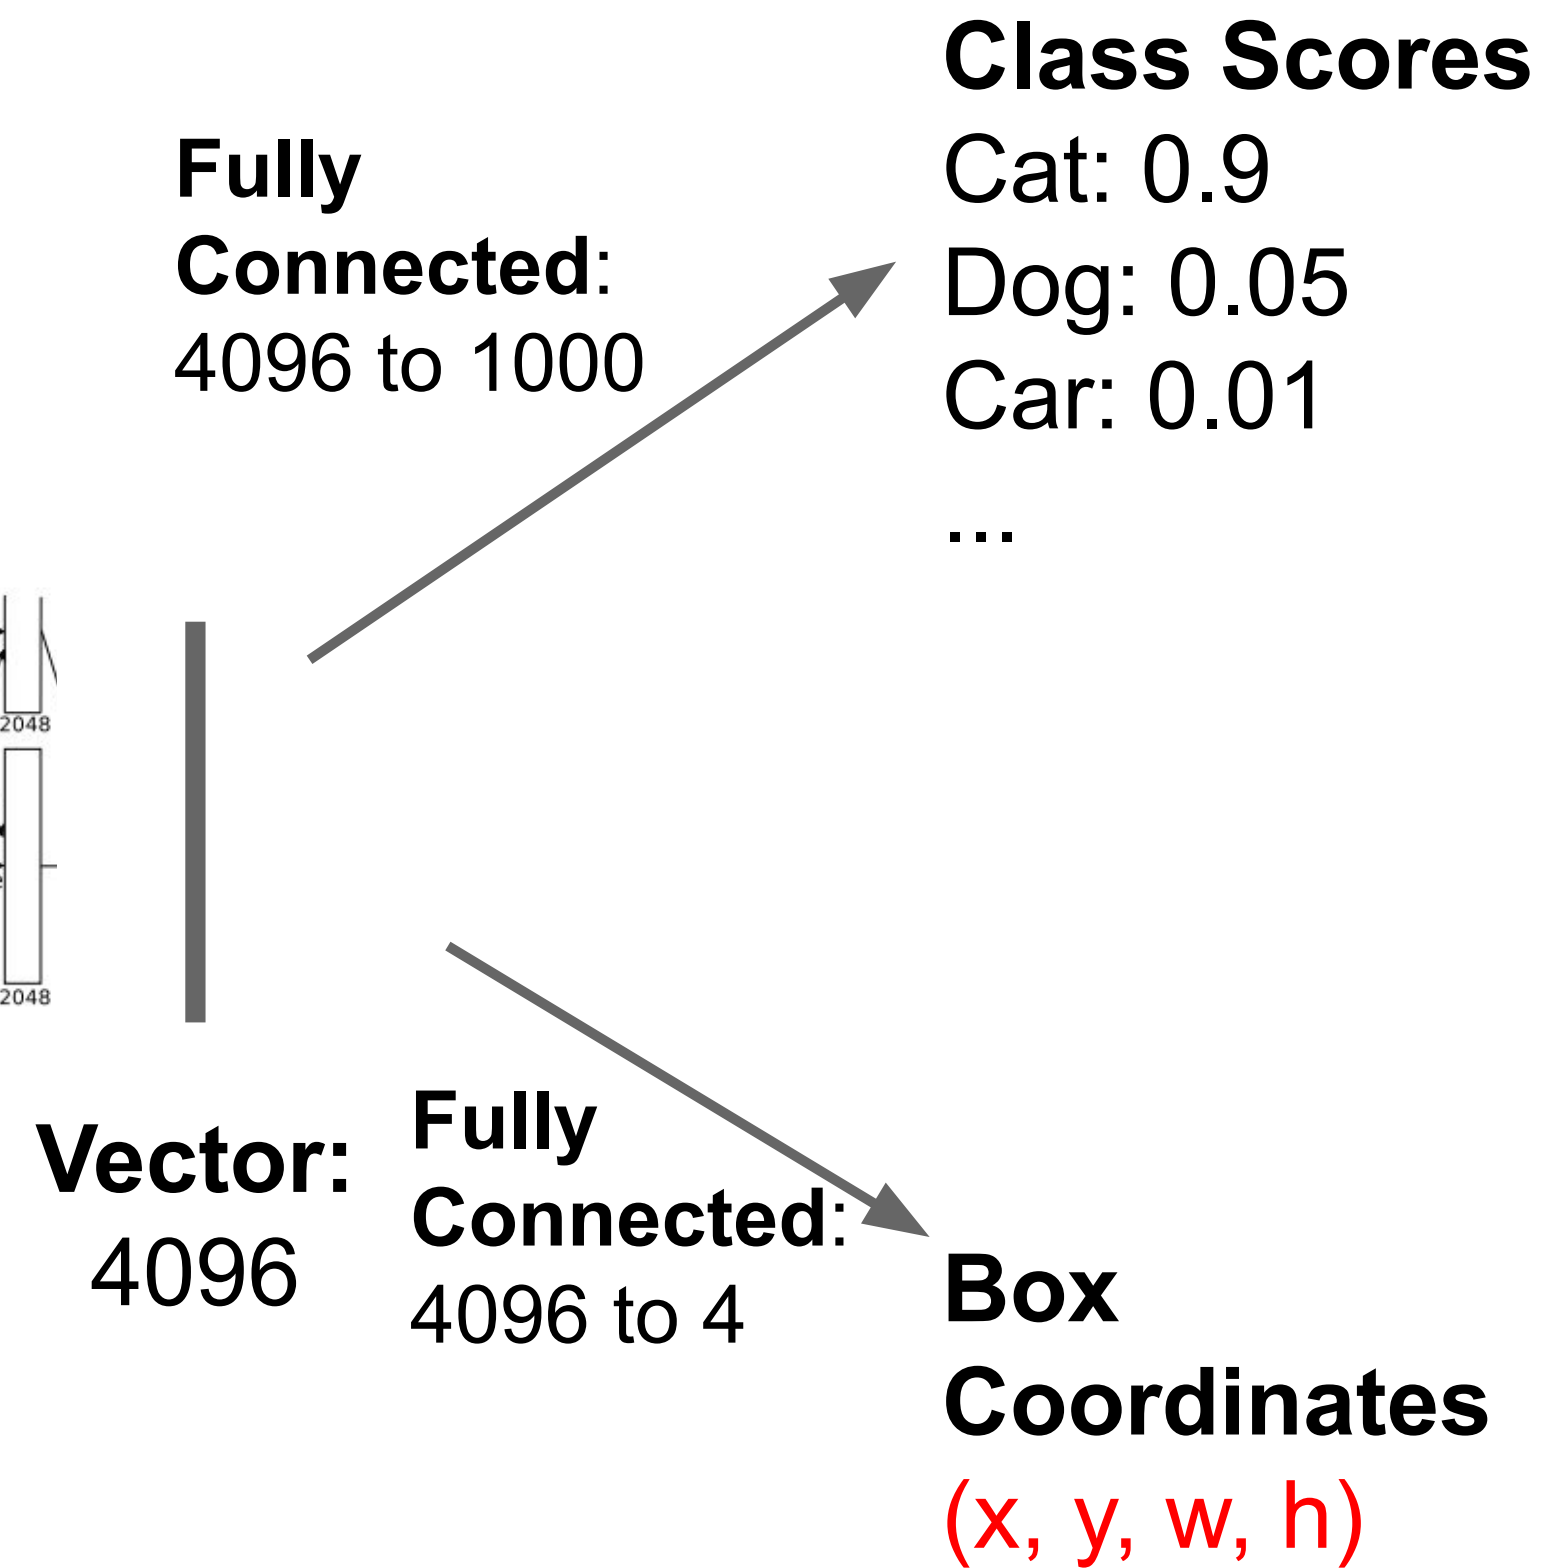 Class Scores
Cat: 0.9
Dog: 0.05
Car: 0.01
...
Fully
Connected:
4096 to 1000
2048
2048
Vector:
4096
Fully
Connected:
4096 to 4
Box
Coordinates
(x, y, w, h)